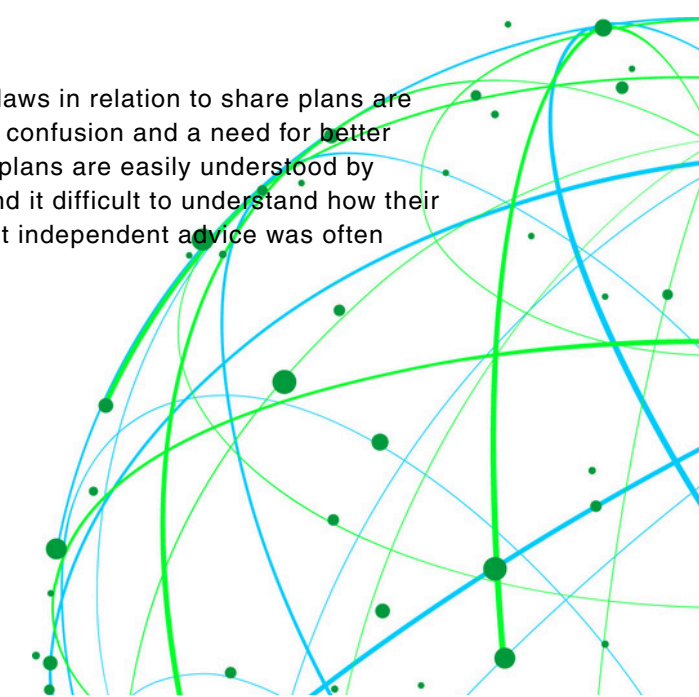 laws in relation to share plans are
confusion and a need for better
plans are easily understood by
it difficult to understand how their
independent advice was often